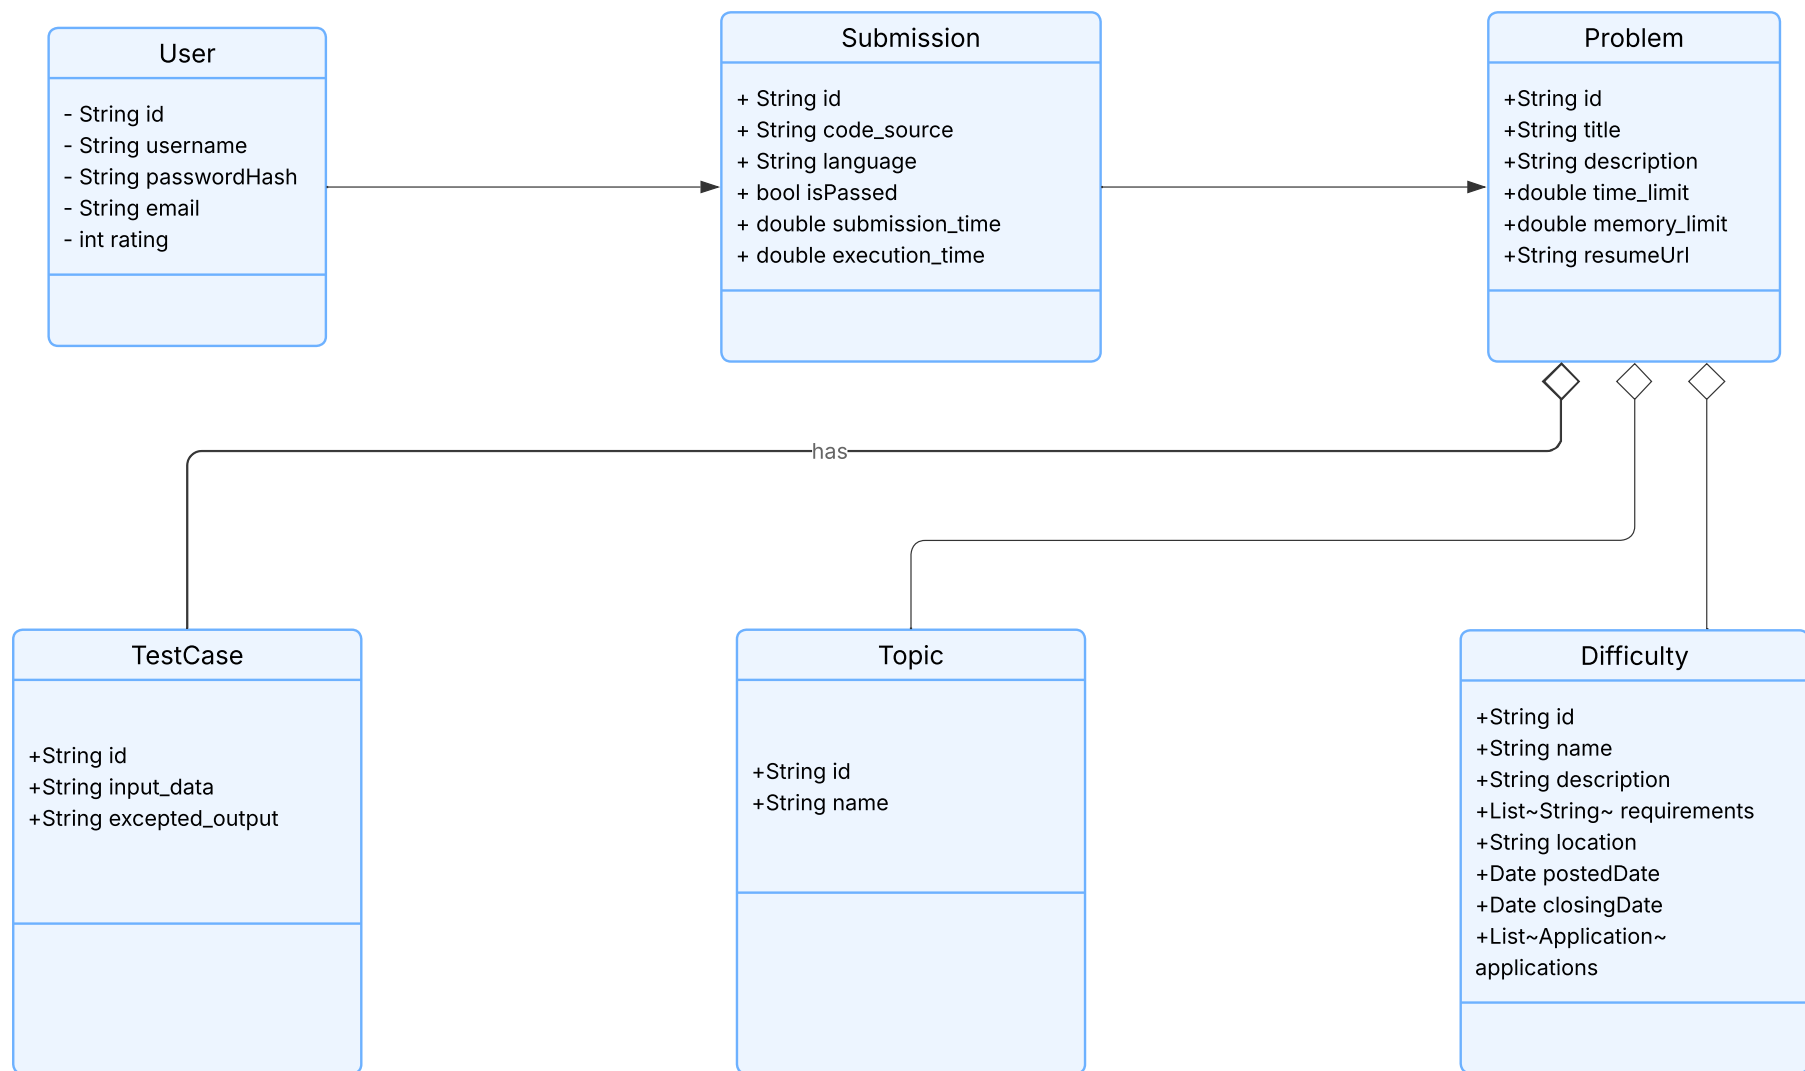 User
- String id
- String username
- String passwordHash
- String email
- int rating
Submission
+ String id
+ String code_source
+ String language
+ bool isPassed
+ double submission_time
+ double execution_time
Problem
+String id
+String title
+String description
+double time_limit
+double memory_limit
+String resumeUrl
has
TestCase
+String id
+String input_data
+String excepted_output
Topic
+String id
+String name
Difficulty
+String id
+String name
+String description
+List~String~ requirements
+String location
+Date postedDate
+Date closingDate
+List~Application~
applications